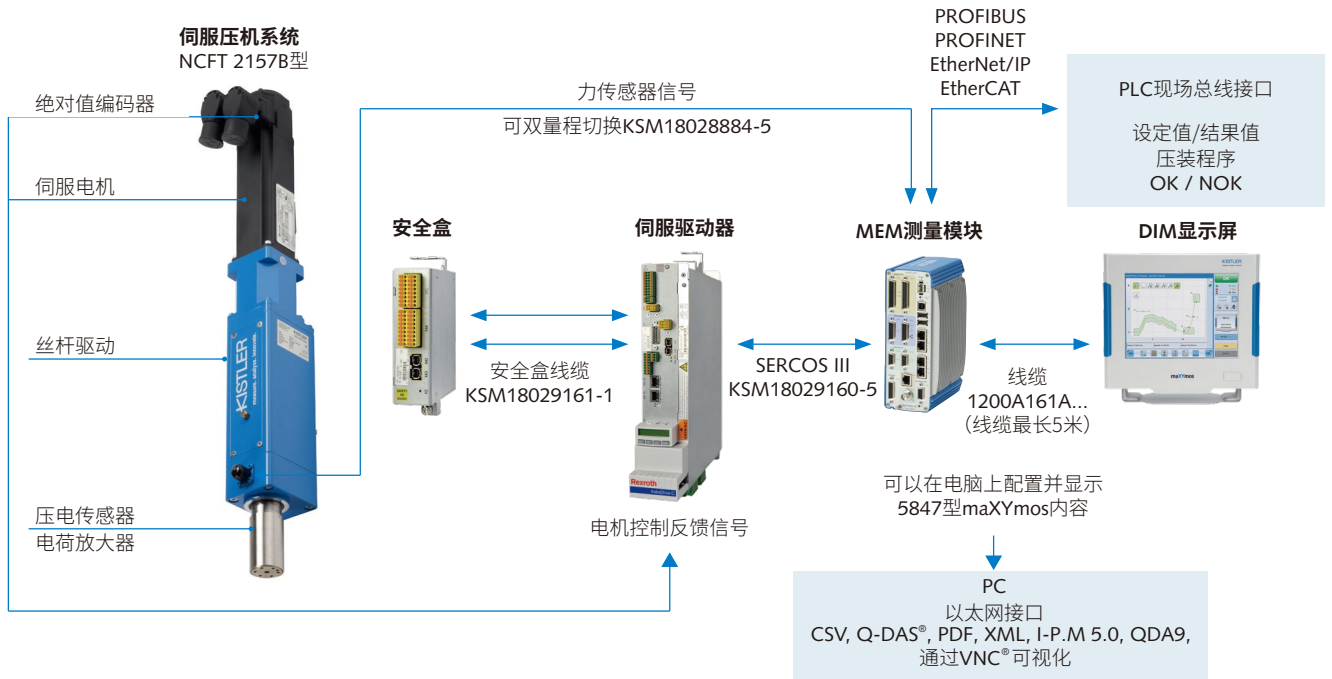 伺服压机系统
NCFT 2157B型
绝对值编码器
伺服电机
丝杆驱动
压电传感器
电荷放大器
KISTLER
measure. analyze. innovate.
力传感器信号
可双量程切换KSM18028884-5
PROFIBUS
PROFINET
EtherNet/IP
EtherCAT
PLC现场总线接口
设定值/结果值
压装程序
OK / NOK
安全盒
伺服驱动器
MEM测量模块
DIM显示屏
安全盒线缆
KSM18029161-1
Rexroth
SERCOS III
KSM18029160-5
线缆
1200A161A...
（线缆最长5米）
KISTLER
maXYmos
电机控制反馈信号
可以在电脑上配置并显示
5847型maXYmos内容
PC
以太网接口
CSV, Q-DAS®, PDF, XML, I-P.M 5.0, QDA9,
通过VNC®可视化